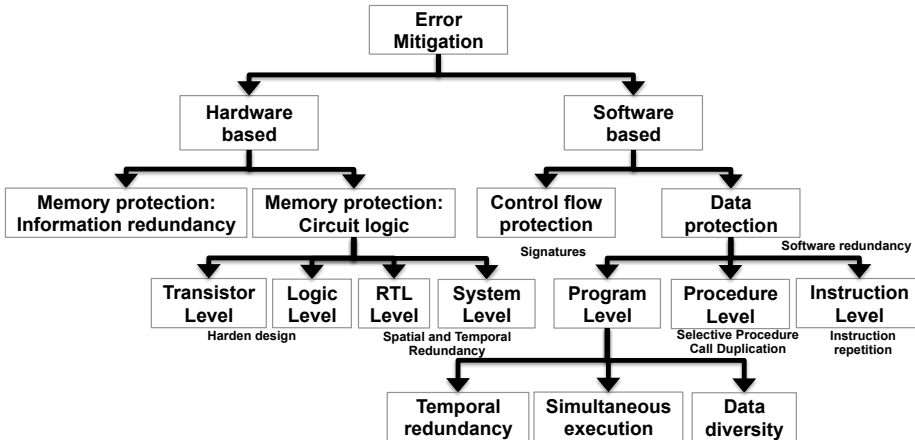 Error
Mitigation
Hardware
based
Software
based
Memory protection:
Information redundancy
Memory protection:
Circuit logic
Control flow
protection
Data
protection
Signatures
Software redundancy
Transistor
Level
Logic
Level
RTL
Level
System
Level
Program
Level
Procedure
Level
Instruction
Level
Harden design
Spatial and Temporal
Redundancy
Selective Procedure
Call Duplication
Instruction
repetition
Temporal
redundancy
Simultaneous
execution
Data
diversity